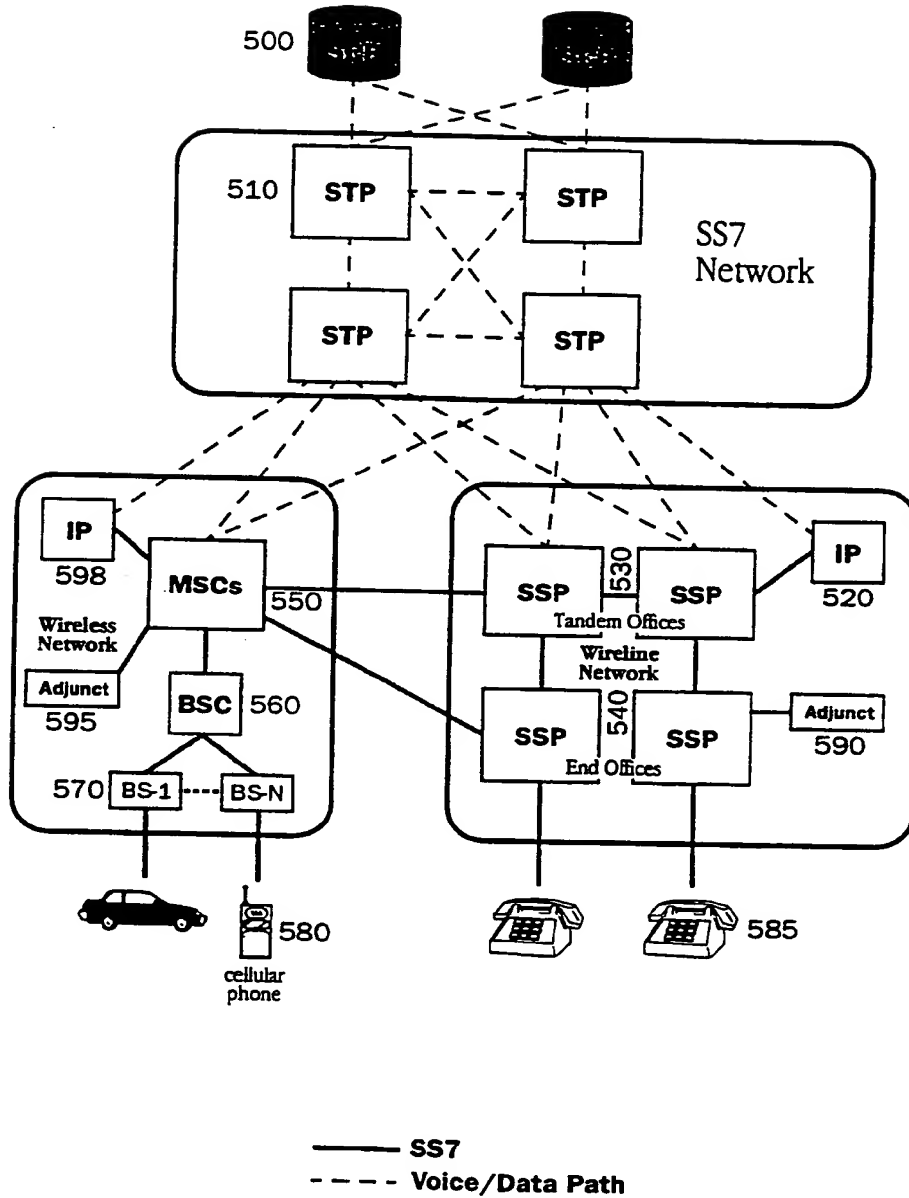 500
510
STP
STP
SS7
Network
STP
STP
IP
598
MSCs
550
Wireless
Network
Adjunct
595
BSC
560
570
BS-1
BS-N
580
cellular
phone
SSP
530
SSP
IP
520
Tandem Offices
Wireline
Network
SSP
540
SSP
Adjunct
590
End Offices
585
SS7
Voice/Data Path